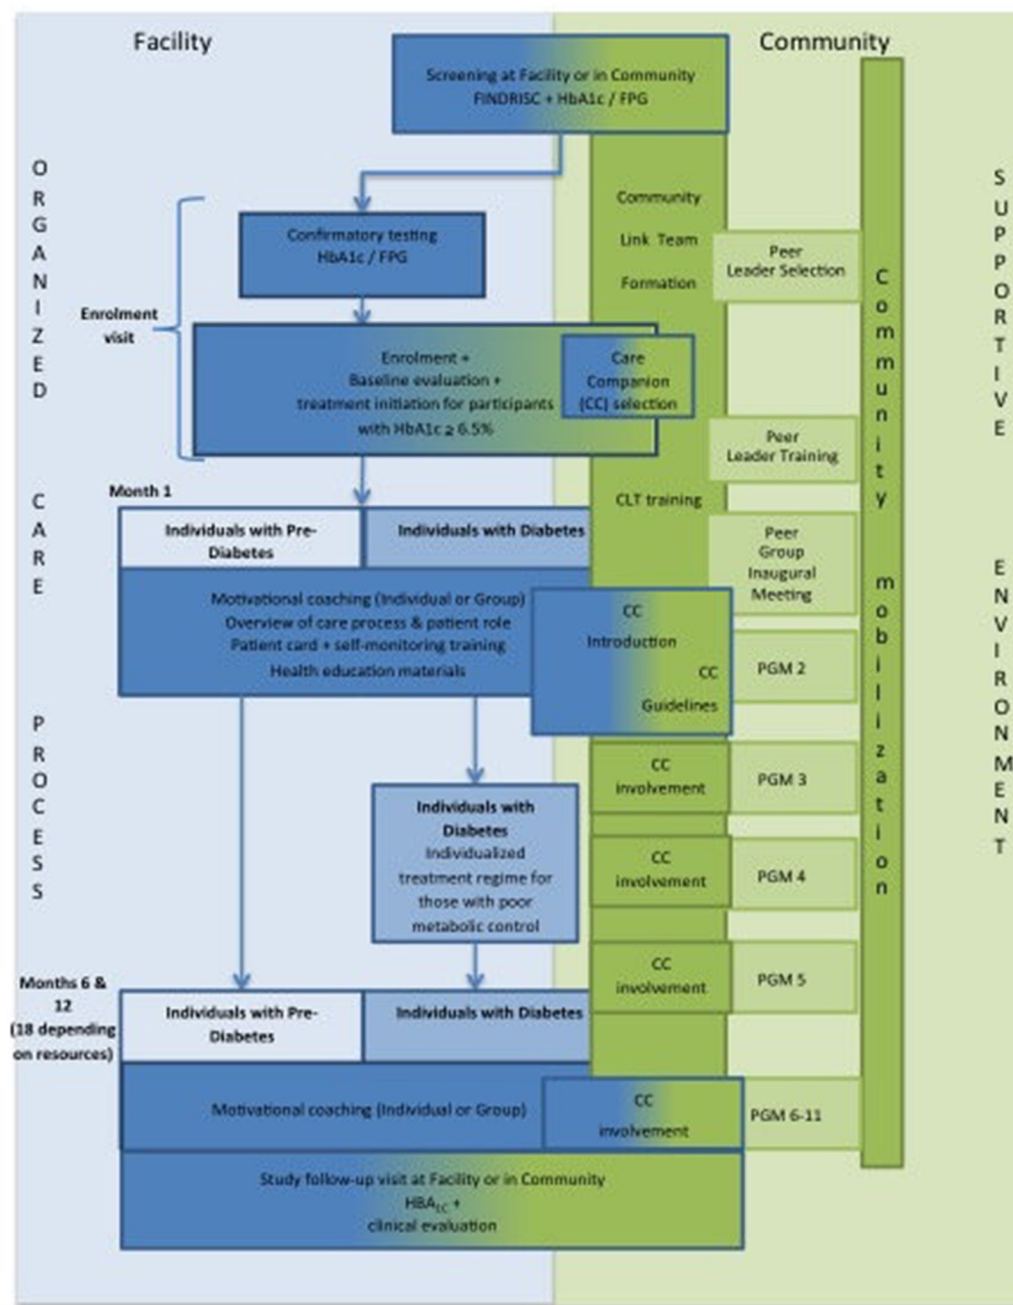 Facility
Community
Screening at Facility or in Community
FINDRISC + HbA1c / FPG
ORGANIZED
CARE
PROCESS
SUPPORTIVE
ENVIRONMENT
Community mobilization
Community
Link Team
Formation
Peer
Leader Selection
Confirmatory testing
HbA1c / FPG
Enrolment
visit
Enrolment +
Baseline evaluation +
treatment initiation for participants
with HbA1c ≥ 6.5%
Care
Companion
(CC) selection
Peer
Leader Training
CLT training
Month 1
Individuals with Pre-
Diabetes
Individuals with Diabetes
Peer
Group
Inaugural
Meeting
Motivational coaching (Individual or Group)
Overview of care process & patient role
Patient card + self-monitoring training
Health education materials
CC
Introduction
CC
Guidelines
PGM 2
CC
involvement
PGM 3
Individuals with
Diabetes
Individualized
treatment regime for
those with poor
metabolic control
CC
involvement
PGM 4
CC
involvement
PGM 5
Months 6 &
12
(18 depending
on resources)
Individuals with Pre-
Diabetes
Individuals with Diabetes
Motivational coaching (Individual or Group)
CC
involvement
PGM 6-11
Study follow-up visit at Facility or in Community
HBA1C +
clinical evaluation